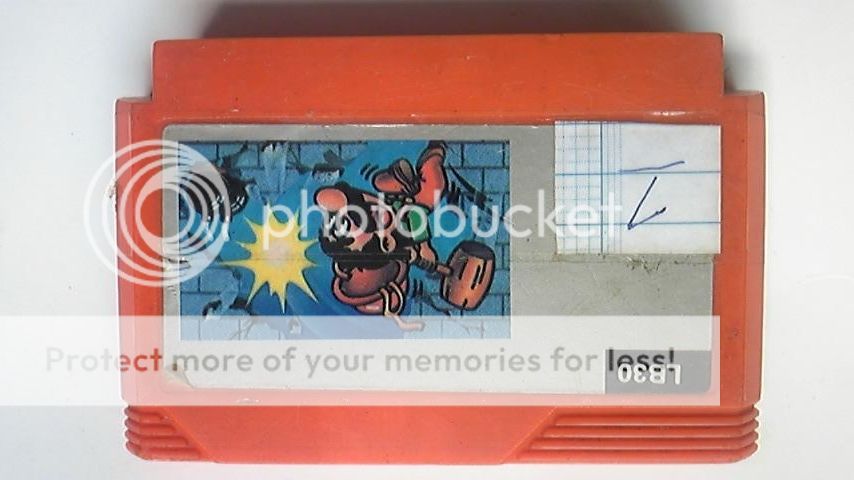 photobucket
Protect more of your memories for less!
LB30